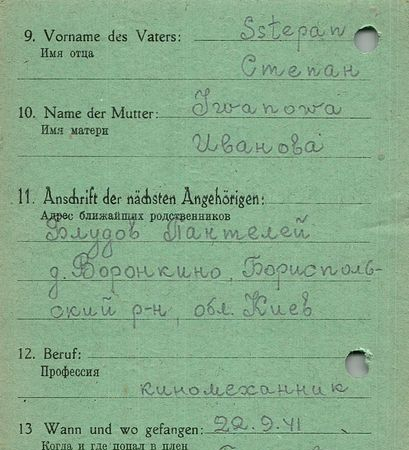 9. Vorname des Vaters: Sstepan
Имя отца
Степан
10. Name der Mutter: Iwanowa
Имя матери
Иванова
11. Anschrift der nächsten Angehörigen:
Адрес ближайших родственников
Блудов Пантелей
д. Воронкино, Борисполь-
ский р-н, обл. Киев
12. Beruf:
Профессия
киномеханник
13 Wann und wo gefangen: 22.9.41
Когда и где попал в плен